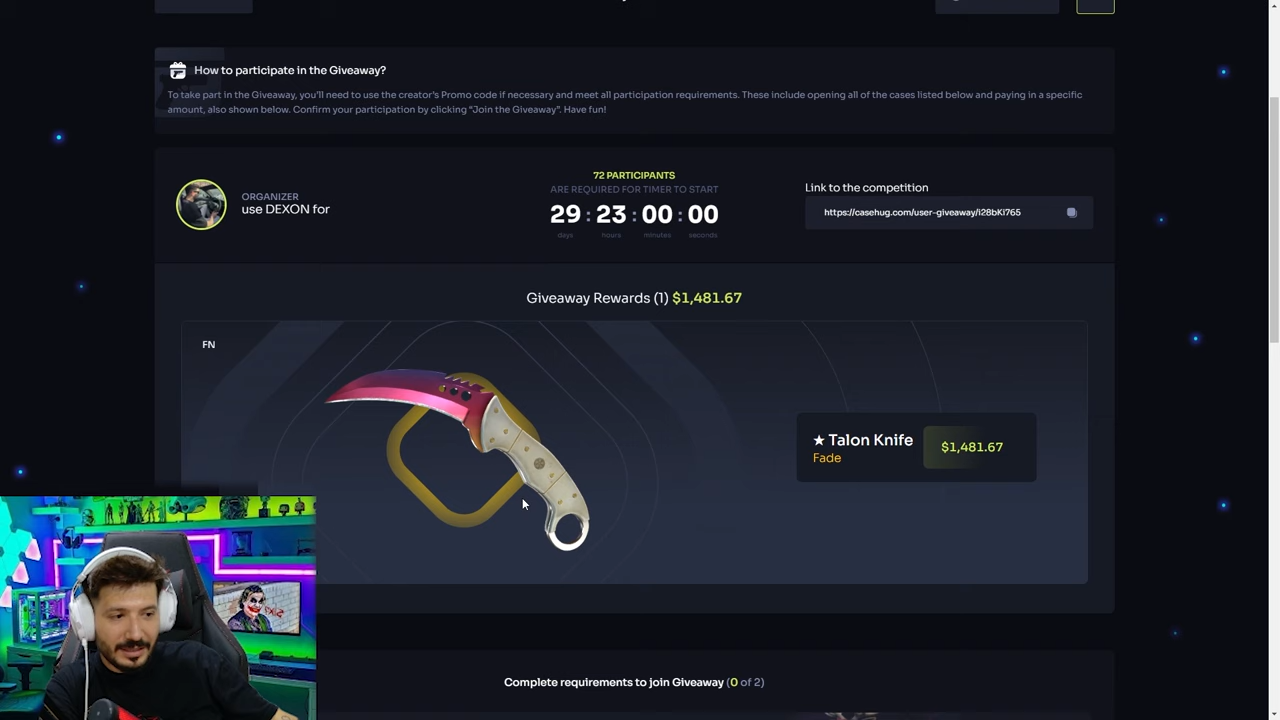 How to participate in the Giveaway?
To take part in the Giveaway, you'll need to use the creator's Promo code if necessary and meet all participation requirements. These include opening all of the cases listed below and paying in a specific
amount, also shown below. Confirm your participation by clicking "Join the Giveaway". Have fun!
ORGANIZER
use DEXON for
72 PARTICIPANTS
ARE REQUIRED FOR TIMER TO START
29 : 23 : 00 : 00
days hours minutes seconds
Link to the competition
https://casehug.com/user-giveaway/i28bKI765
Giveaway Rewards (1) $1,481.67
FN
★ Talon Knife
Fade
$1,481.67
Complete requirements to join Giveaway (0 of 2)